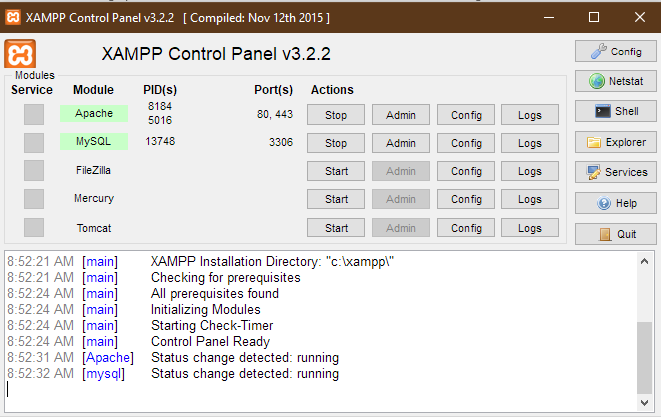 XAMPP Control Panel v3.2.2 [ Compiled: Nov 12th 2015 ]
XAMPP Control Panel v3.2.2
Config
Modules
Service Module PID(s) Port(s) Actions
Netstat
Apache 8184 5016 80, 443 Stop Admin Config Logs
Shell
MySQL 13748 3306 Stop Admin Config Logs
Explorer
FileZilla Start Admin Config Logs
Services
Mercury Start Admin Config Logs
Help
Tomcat Start Admin Config Logs
Quit
8:52:21 AM [main] XAMPP Installation Directory: "c:\xampp\"
8:52:21 AM [main] Checking for prerequisites
8:52:24 AM [main] All prerequisites found
8:52:24 AM [main] Initializing Modules
8:52:24 AM [main] Starting Check-Timer
8:52:24 AM [main] Control Panel Ready
8:52:31 AM [Apache] Status change detected: running
8:52:32 AM [mysql] Status change detected: running